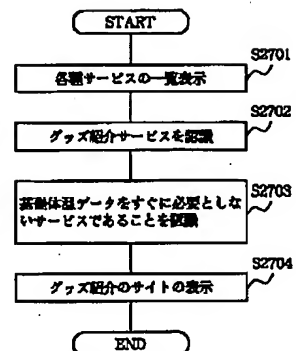 START
S2701
各種サービスの一覧表示
S2702
グッズ紹介サービスを認識
S2703
基礎体温データをすぐに必要としな
いサービスであることを認識
S2704
グッズ紹介のサイトの表示
END